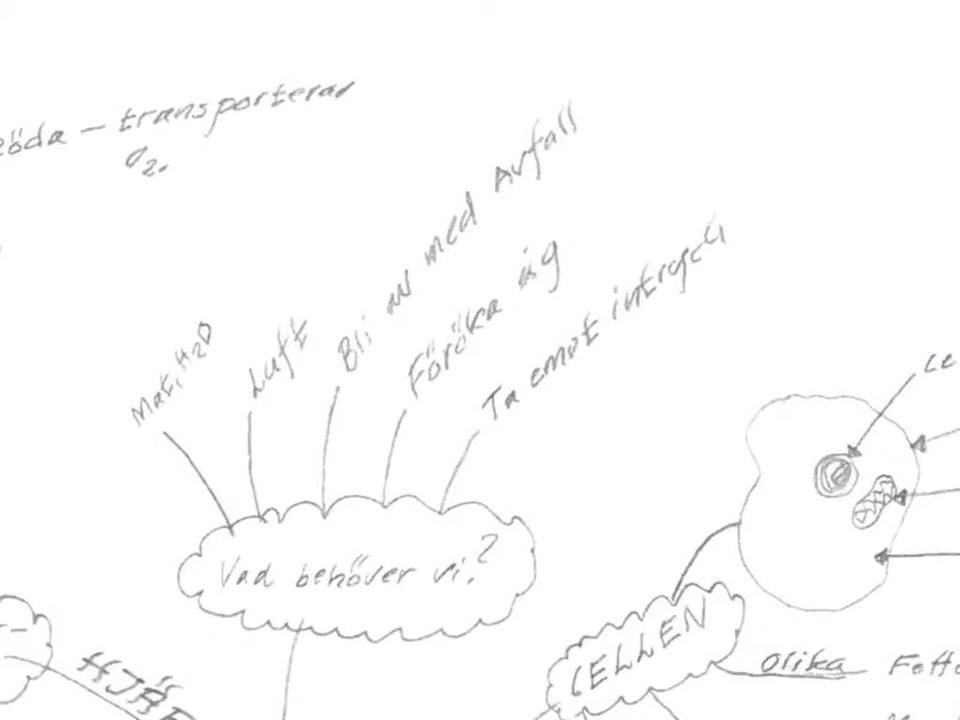 röda - transporterar
O2.
Mat, H2O
Luft
Bli av med Avfall
Föröka sig
Ta emot intryck
Vad behöver vi?
CELLEN
Olika